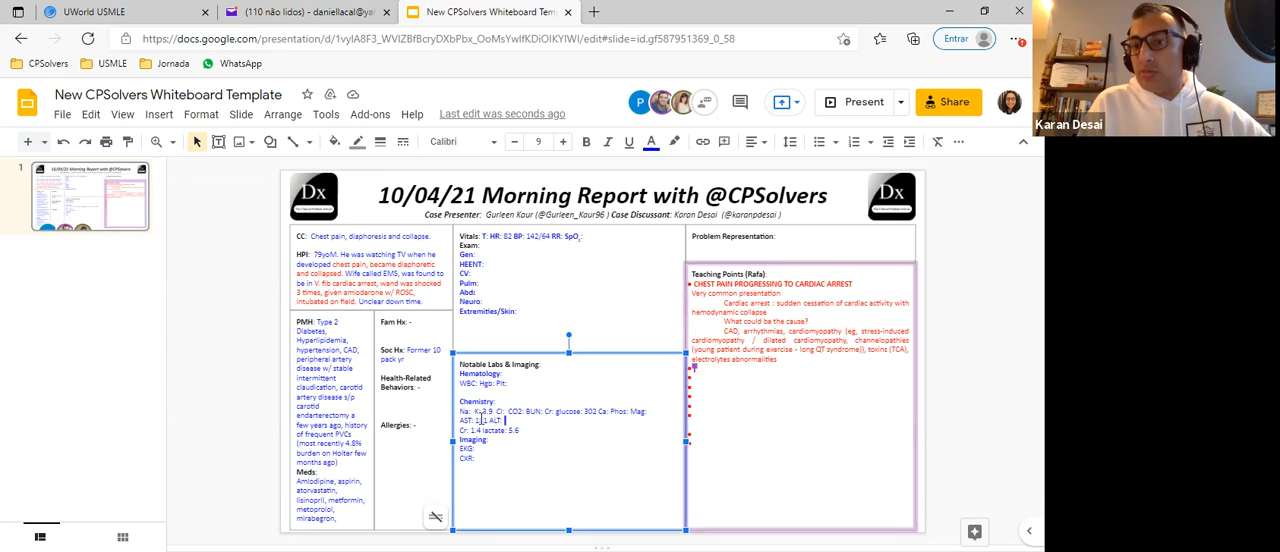 UWorld USMLE
(110 não lidos) - daniellacal@ya
New CPSolvers Whiteboard Temp
https://docs.google.com/presentation/d/1vylA8F3_WVIZBfBcryDXbPbx_OoMsYwIfKDiOIKYlWI/edit#slide=id.gf587951369_0_58
Entrar
CPSolvers
USMLE
Jornada
WhatsApp
New CPSolvers Whiteboard Template
File Edit View Insert Format Slide Arrange Tools Add-ons Help Last edit was seconds ago
P
Present
Share
Karan Desai
Calibri
9
1
Dx
10/04/21 Morning Report with @CPSolvers
Case Presenter: Gurleen Kaur (@Gurleen_Kaur96 ) Case Discussant: Karan Desai (@karanpdesai )
Dx
CC: Chest pain, diaphoresis and collapse.
HPI: 79yoM. He was watching TV when he
developed chest pain, became diaphoretic
and collapsed. Wife called EMS, was found to
be in V. fib cardiac arrest, wand was shocked
3 times, given amiodarone w/ ROSC,
intubated on field. Unclear down time.
PMH: Type 2
Diabetes,
Hyperlipidemia,
hypertension, CAD,
peripheral artery
disease w/ stable
intermittent
claudication, carotid
artery disease s/p
carotid
endarterectomy a
few years ago, history
of frequent PVCs
(most recently 4.8%
burden on Holter few
months ago)
Meds:
Amlodipine, aspirin,
atorvastatin,
lisinopril, metformin,
metoprolol,
mirabegron,
Fam Hx: -
Soc Hx: Former 10
pack yr
Health-Related
Behaviors: -
Allergies: -
Vitals: T: HR: 82 BP: 142/64 RR: SpO2:
Exam:
Gen:
HEENT:
CV:
Pulm:
Abd:
Neuro:
Extremities/Skin:
Notable Labs & Imaging:
Hematology:
WBC: Hgb: Plt:
Chemistry:
Na: K: 3.9 Cl: CO2: BUN: Cr: glucose: 302 Ca: Phos: Mag:
AST: ALT:
Cr: 1.4 lactate: 5.6
Imaging:
EKG:
CXR:
Problem Representation:
Teaching Points (Rafa):
CHEST PAIN PROGRESSING TO CARDIAC ARREST
Very common presentation
Cardiac arrest : sudden cessation of cardiac activity with
hemodynamic collapse
What could be the cause?
CAD, arrhythmias, cardiomyopathy (eg, stress-induced
cardiomyopathy / dilated cardiomyopathy, channelopathies
(young patient during exercise - long QT syndrome)), toxins (TCA),
electrolytes abnormalities